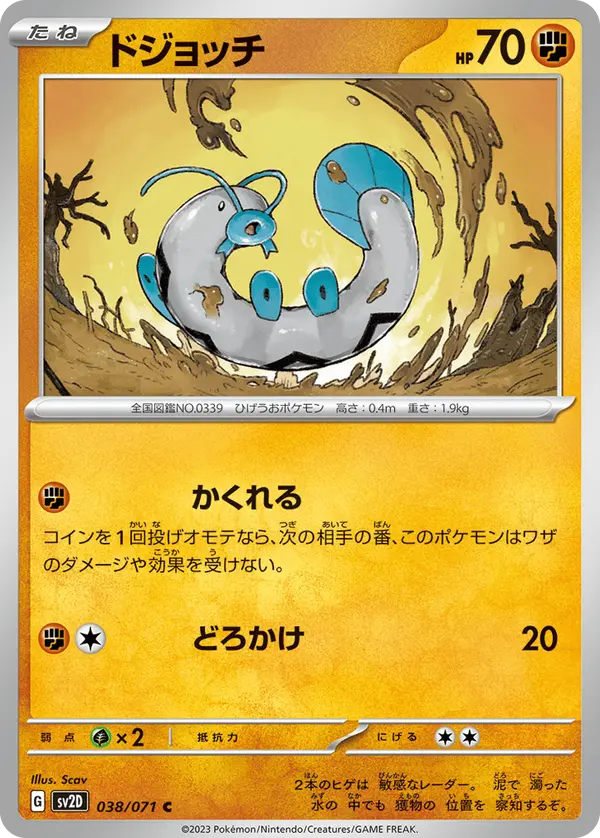 たね ドジョッチ HP70
全国図鑑NO.0339 ひげうおポケモン 高さ：0.4m 重さ：1.9kg
かくれる
コインを1回投げオモテなら、次の相手の番、このポケモンはワザ
のダメージや効果を受けない。
どろかけ 20
弱点 ×2 抵抗力 にげる
Illus. Scav
2本のヒゲは 敏感なレーダー。 泥で 濁った
水の 中でも 獲物の 位置を 察知するぞ。
G sv2D 038/071 C
©2023 Pokémon/Nintendo/Creatures/GAME FREAK.